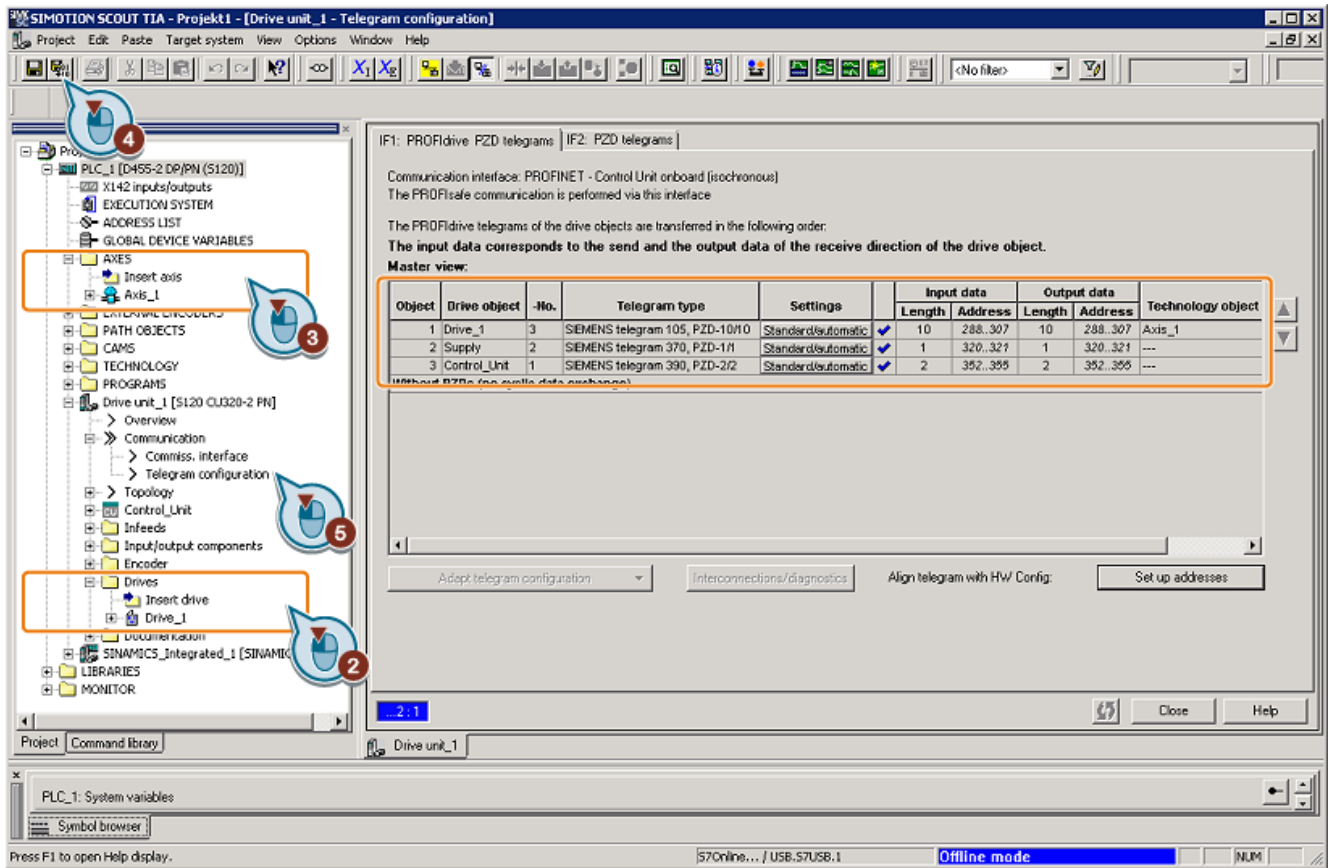 SIMOTION SCOUT TIA - Projekt1 - [Drive unit_1 - Telegram configuration]
Project Edit Paste Target system View Options Window Help
<No filter>
4
PLC_1 [D455-2 DP/PN (S120)]
X142 inputs/outputs
EXECUTION SYSTEM
ADDRESS LIST
GLOBAL DEVICE VARIABLES
AXES
Insert axis
Axis_1
EXTERNAL ENCODERS
PATH OBJECTS
CAMS
TECHNOLOGY
PROGRAMS
Drive unit_1 [S120 CU320-2 PN]
Overview
Communication
Commiss. interface
Telegram configuration
Topology
Control_Unit
Infeeds
Input/output components
Encoder
Drives
Insert drive
Drive_1
Documentation
SINAMICS_Integrated_1 [SINAMIC
LIBRARIES
MONITOR
3
5
2
Project Command library
IF1: PROFIdrive PZD telegrams IF2: PZD telegrams
Communication interface: PROFINET - Control Unit onboard (isochronous)
The PROFIsafe communication is performed via this interface
The PROFIdrive telegrams of the drive objects are transferred in the following order:
The input data corresponds to the send and the output data of the receive direction of the drive object.
Master view:
Object Drive object -No. Telegram type Settings Input data Output data Technology object
Length Address Length Address
1 Drive_1 3 SIEMENS telegram 105, PZD-10/10 Standard/automatic 10 288..307 10 288..307 Axis_1
2 Supply 2 SIEMENS telegram 370, PZD-1/1 Standard/automatic 1 320..321 1 320..321 ---
3 Control_Unit 1 SIEMENS telegram 390, PZD-2/2 Standard/automatic 2 352..355 2 352..355 ---
Without PZDs (no cyclic data exchange)
Adapt telegram configuration Interconnections/diagnostics Align telegram with HW Config: Set up addresses
...2 : 1 Close Help
Drive unit_1
PLC_1: System variables
Symbol browser
Press F1 to open Help display. S7Online... / USB.S7USB.1 Offline mode NUM